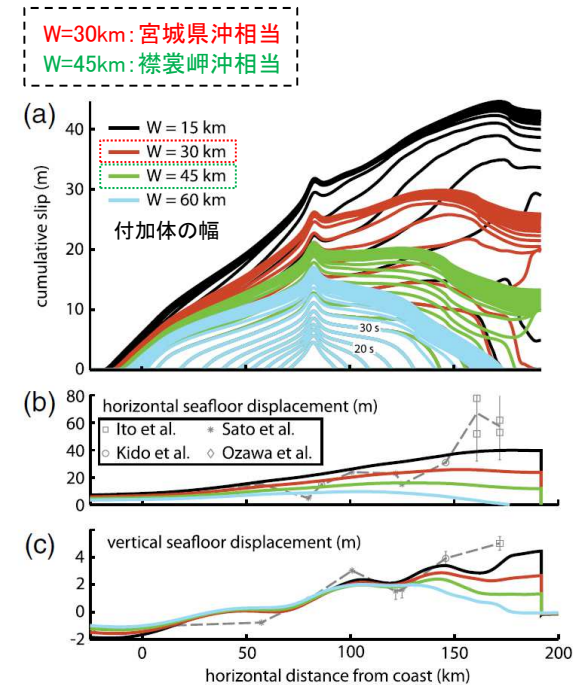 W=30km:宮城県沖相当
W=45km:襟裳岬沖相当
(a)
40
30
20
10
0
cumulative slip (m)
W = 15 km
W = 30 km
W = 45 km
W = 60 km
付加体の幅
30 s
20 s
(b)
80
60
40
20
0
horizontal seafloor displacement (m)
Ito et al. Sato et al.
Kido et al. Ozawa et al.
(c)
4
2
0
-2
vertical seafloor displacement (m)
0 50 100 150 200
horizontal distance from coast (km)